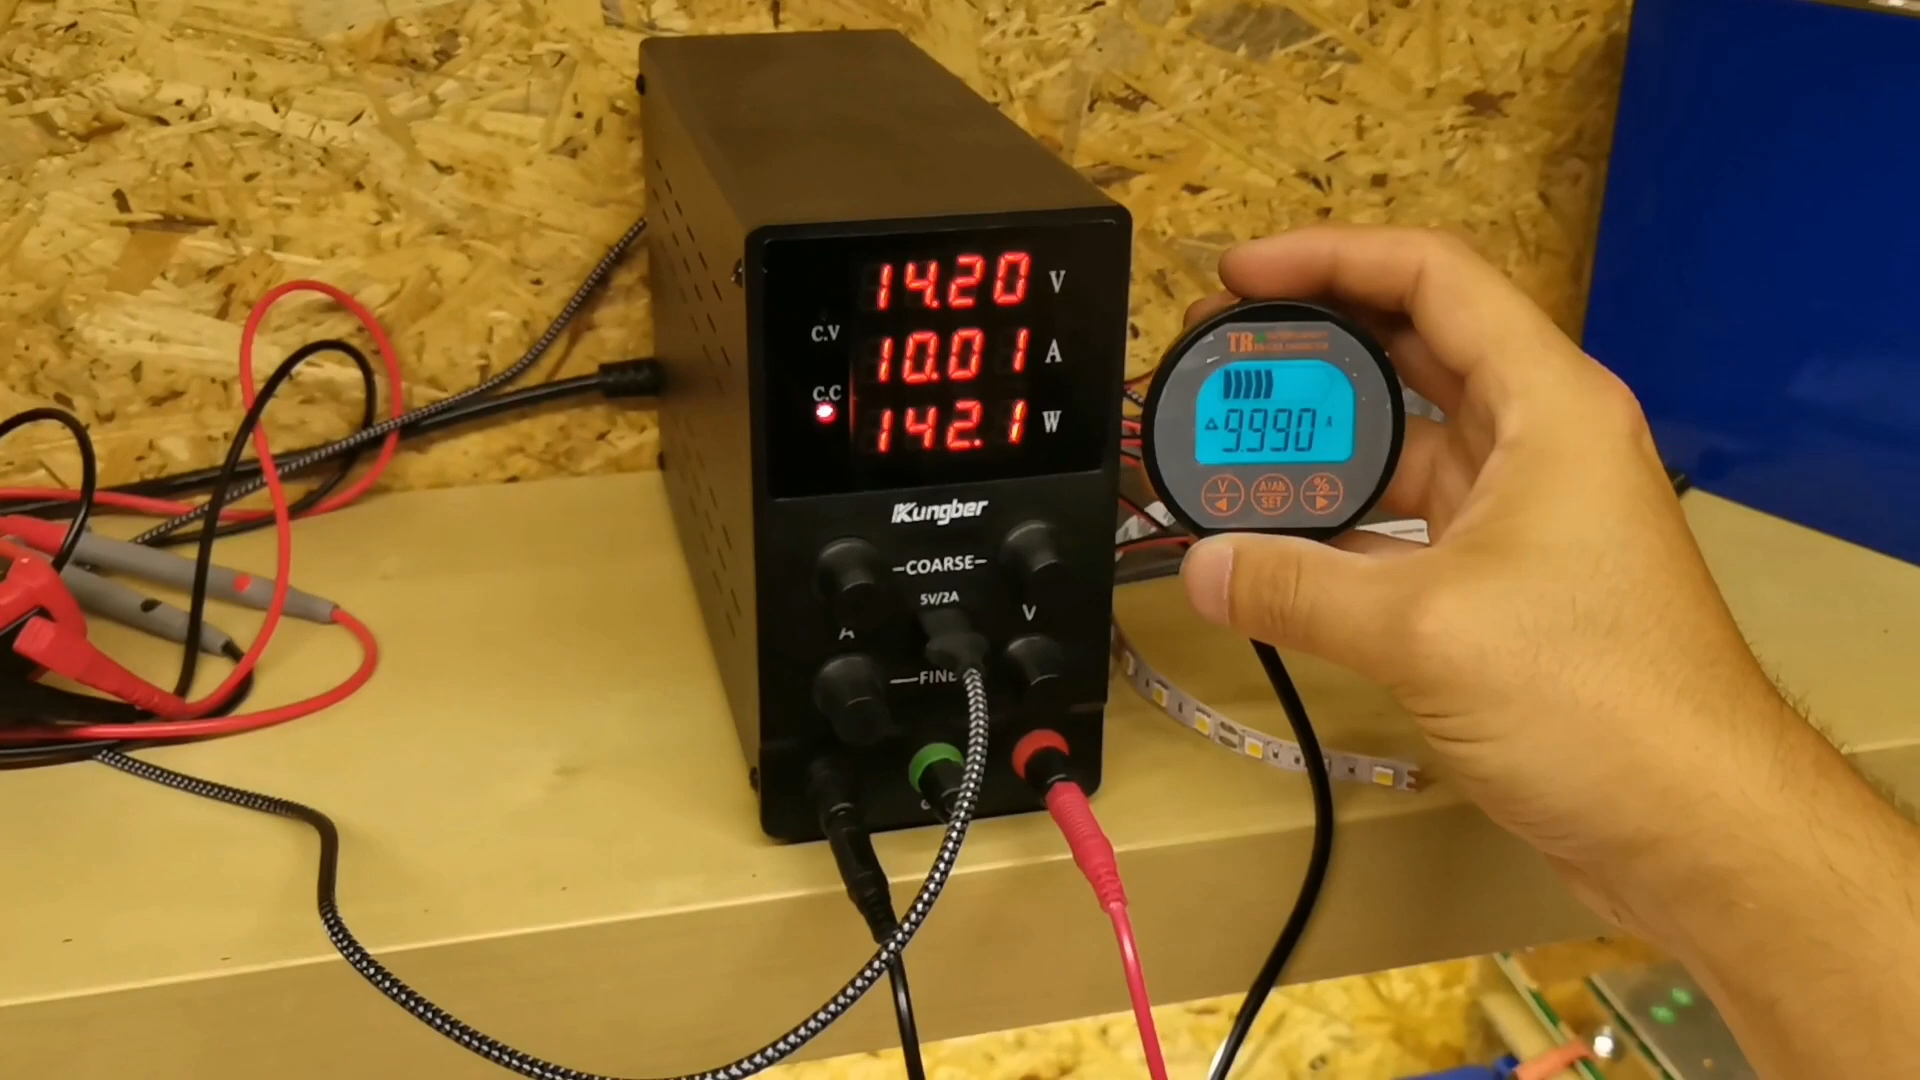 14.20 V
C.V
10.01 A
C.C
142.1 W
Kungber
COARSE
5V/2A
A
V
FINE
TR
9.990 A
V
A/Ah
SET
%